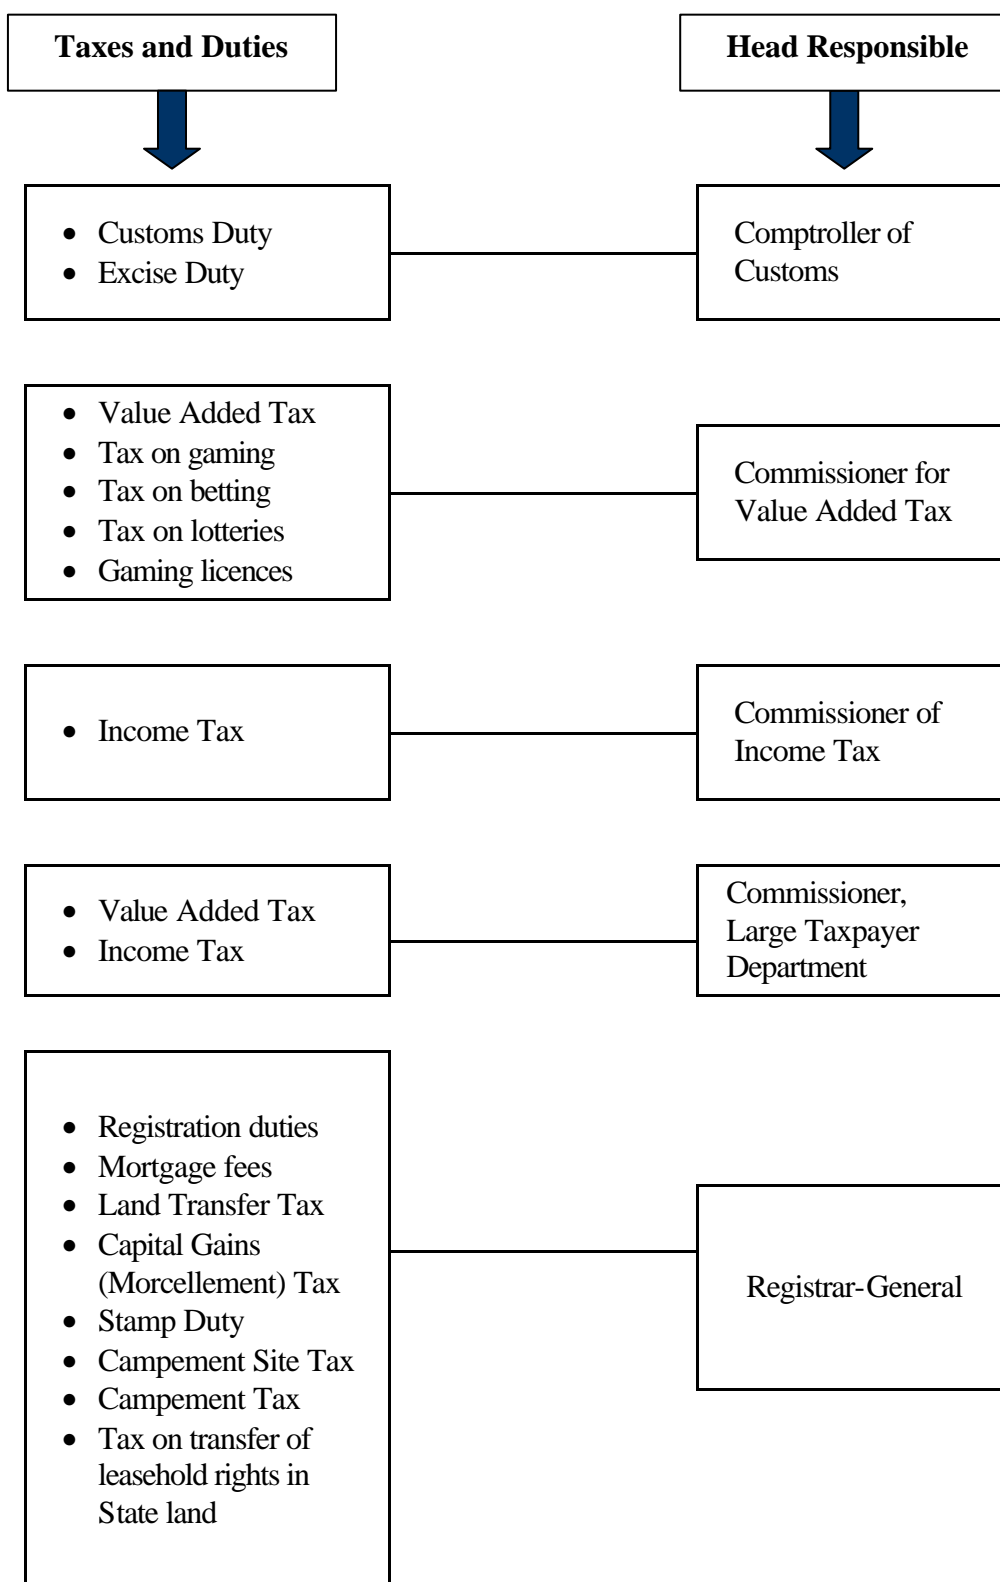 Taxes and Duties
Head Responsible
• Customs Duty
• Excise Duty
Comptroller of
Customs
• Value Added Tax
• Tax on gaming
• Tax on betting
• Tax on lotteries
• Gaming licences
Commissioner for
Value Added Tax
• Income Tax
Commissioner of
Income Tax
• Value Added Tax
• Income Tax
Commissioner,
Large Taxpayer
Department
• Registration duties
• Mortgage fees
• Land Transfer Tax
• Capital Gains
(Morcellement) Tax
• Stamp Duty
• Campement Site Tax
• Campement Tax
• Tax on transfer of
leasehold rights in
State land
Registrar-General